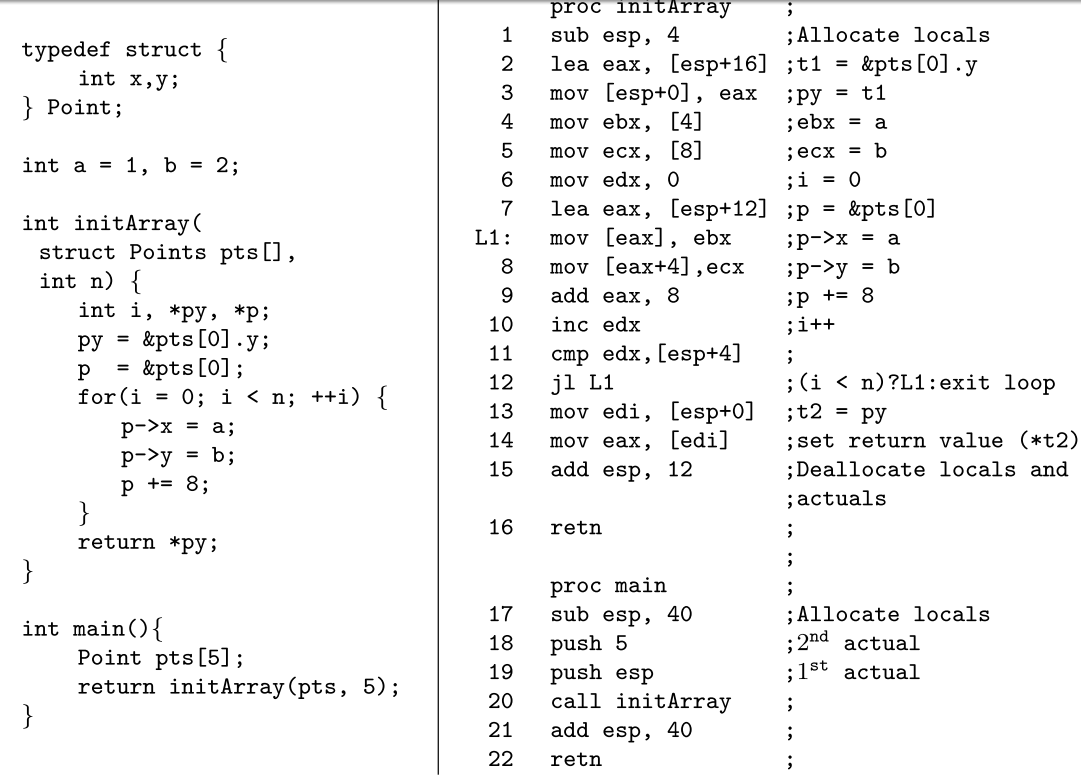 typedef struct {
int x,y;
} Point;
int a = 1, b = 2;
int initArray(
struct Points pts[],
int n) {
int i, *py, *p;
py = &pts[0].y;
p  = &pts[0];
for(i = 0; i < n; ++i) {
p->x = a;
p->y = b;
p += 8;
}
return *py;
}
int main(){
Point pts[5];
return initArray(pts, 5);
}
proc initArray ;
1 sub esp, 4 ;Allocate locals
2 lea eax, [esp+16] ;t1 = &pts[0].y
3 mov [esp+0], eax ;py = t1
4 mov ebx, [4] ;ebx = a
5 mov ecx, [8] ;ecx = b
6 mov edx, 0 ;i = 0
7 lea eax, [esp+12] ;p = &pts[0]
L1: mov [eax], ebx ;p->x = a
8 mov [eax+4],ecx ;p->y = b
9 add eax, 8 ;p += 8
10 inc edx ;i++
11 cmp edx,[esp+4] ;
12 jl L1 ;(i < n)?L1:exit loop
13 mov edi, [esp+0] ;t2 = py
14 mov eax, [edi] ;set return value (*t2)
15 add esp, 12 ;Deallocate locals and
;actuals
16 retn ;
;
proc main ;
17 sub esp, 40 ;Allocate locals
18 push 5 ;2nd actual
19 push esp ;1st actual
20 call initArray ;
21 add esp, 40 ;
22 retn ;